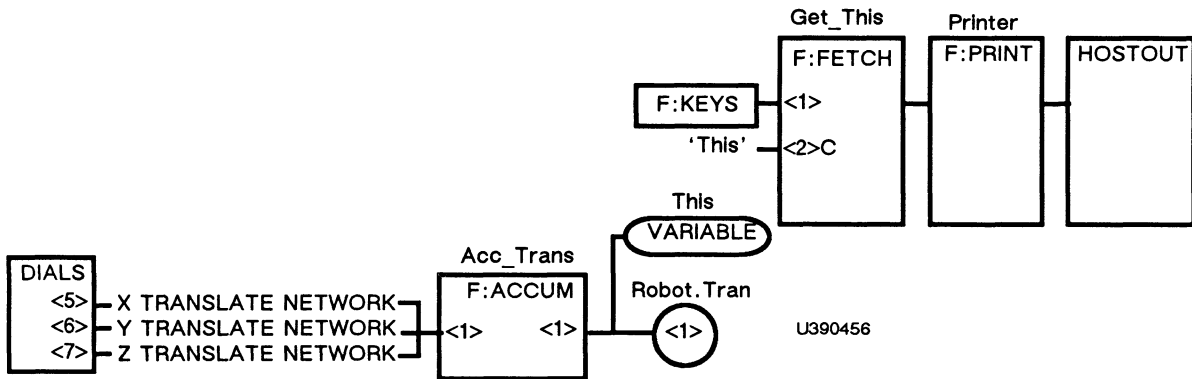 Get_This
Printer
F:FETCH
F:PRINT
HOSTOUT
F:KEYS
<1>
'This'
<2>C
This
VARIABLE
Acc_Trans
DIALS
F:ACCUM
Robot.Tran
<5>
X TRANSLATE NETWORK
<6>
Y TRANSLATE NETWORK
<1>
<1>
<1>
U390456
<7>
Z TRANSLATE NETWORK